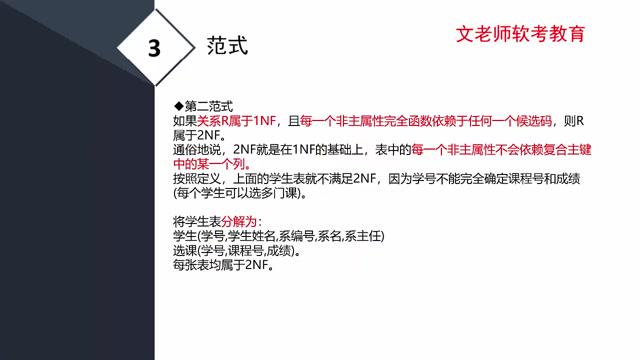 3
范式
文老师软考教育
◆第二范式
如果关系R属于1NF，且每一个非主属性完全函数依赖于任何一个候选码，则R
属于2NF。
通俗地说，2NF就是在1NF的基础上，表中的每一个非主属性不会依赖复合主键
中的某一个列。
按照定义，上面的学生表就不满足2NF，因为学号不能完全确定课程号和成绩
(每个学生可以选多门课)。
将学生表分解为：
学生(学号,学生姓名,系编号,系名,系主任)
选课(学号,课程号,成绩)。
每张表均属于2NF。